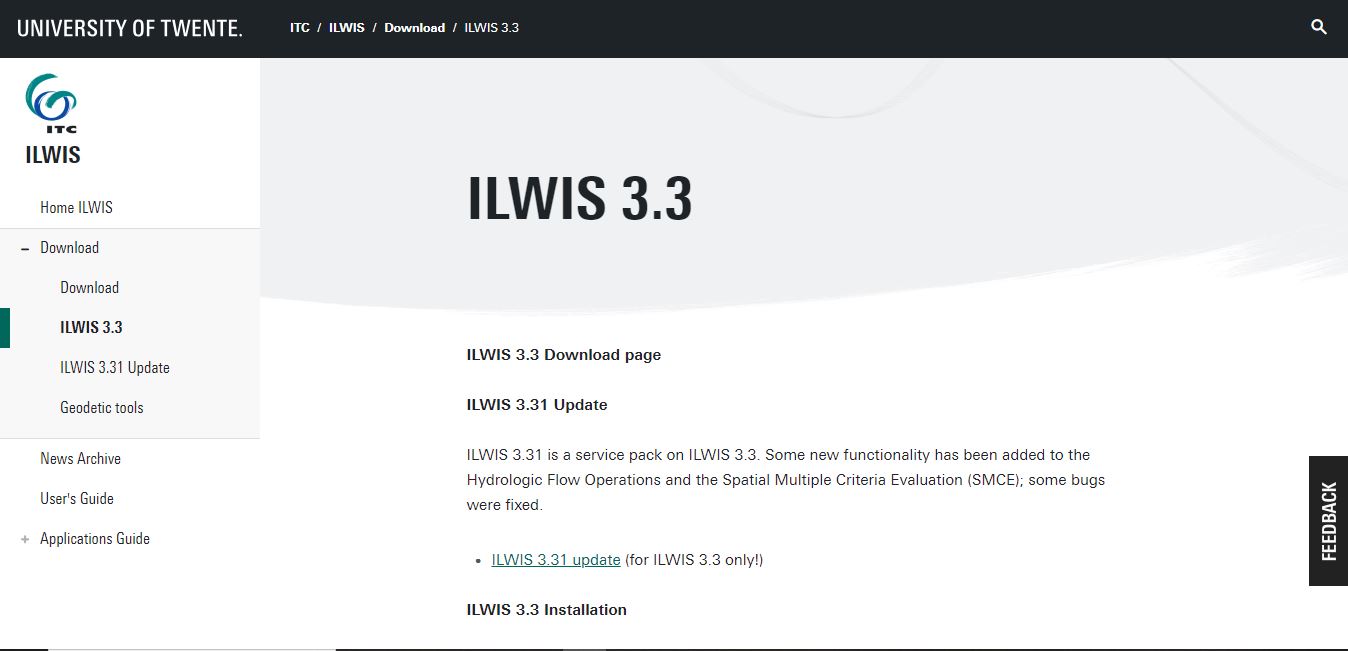 UNIVERSITY OF TWENTE.
ITC / ILWIS / Download / ILWIS 3.3
ITC
ILWIS
Home ILWIS
– Download
Download
ILWIS 3.3
ILWIS 3.31 Update
Geodetic tools
News Archive
User's Guide
+ Applications Guide
ILWIS 3.3
ILWIS 3.3 Download page
ILWIS 3.31 Update
ILWIS 3.31 is a service pack on ILWIS 3.3. Some new functionality has been added to the
Hydrologic Flow Operations and the Spatial Multiple Criteria Evaluation (SMCE); some bugs
were fixed.
• ILWIS 3.31 update (for ILWIS 3.3 only!)
ILWIS 3.3 Installation
FEEDBACK